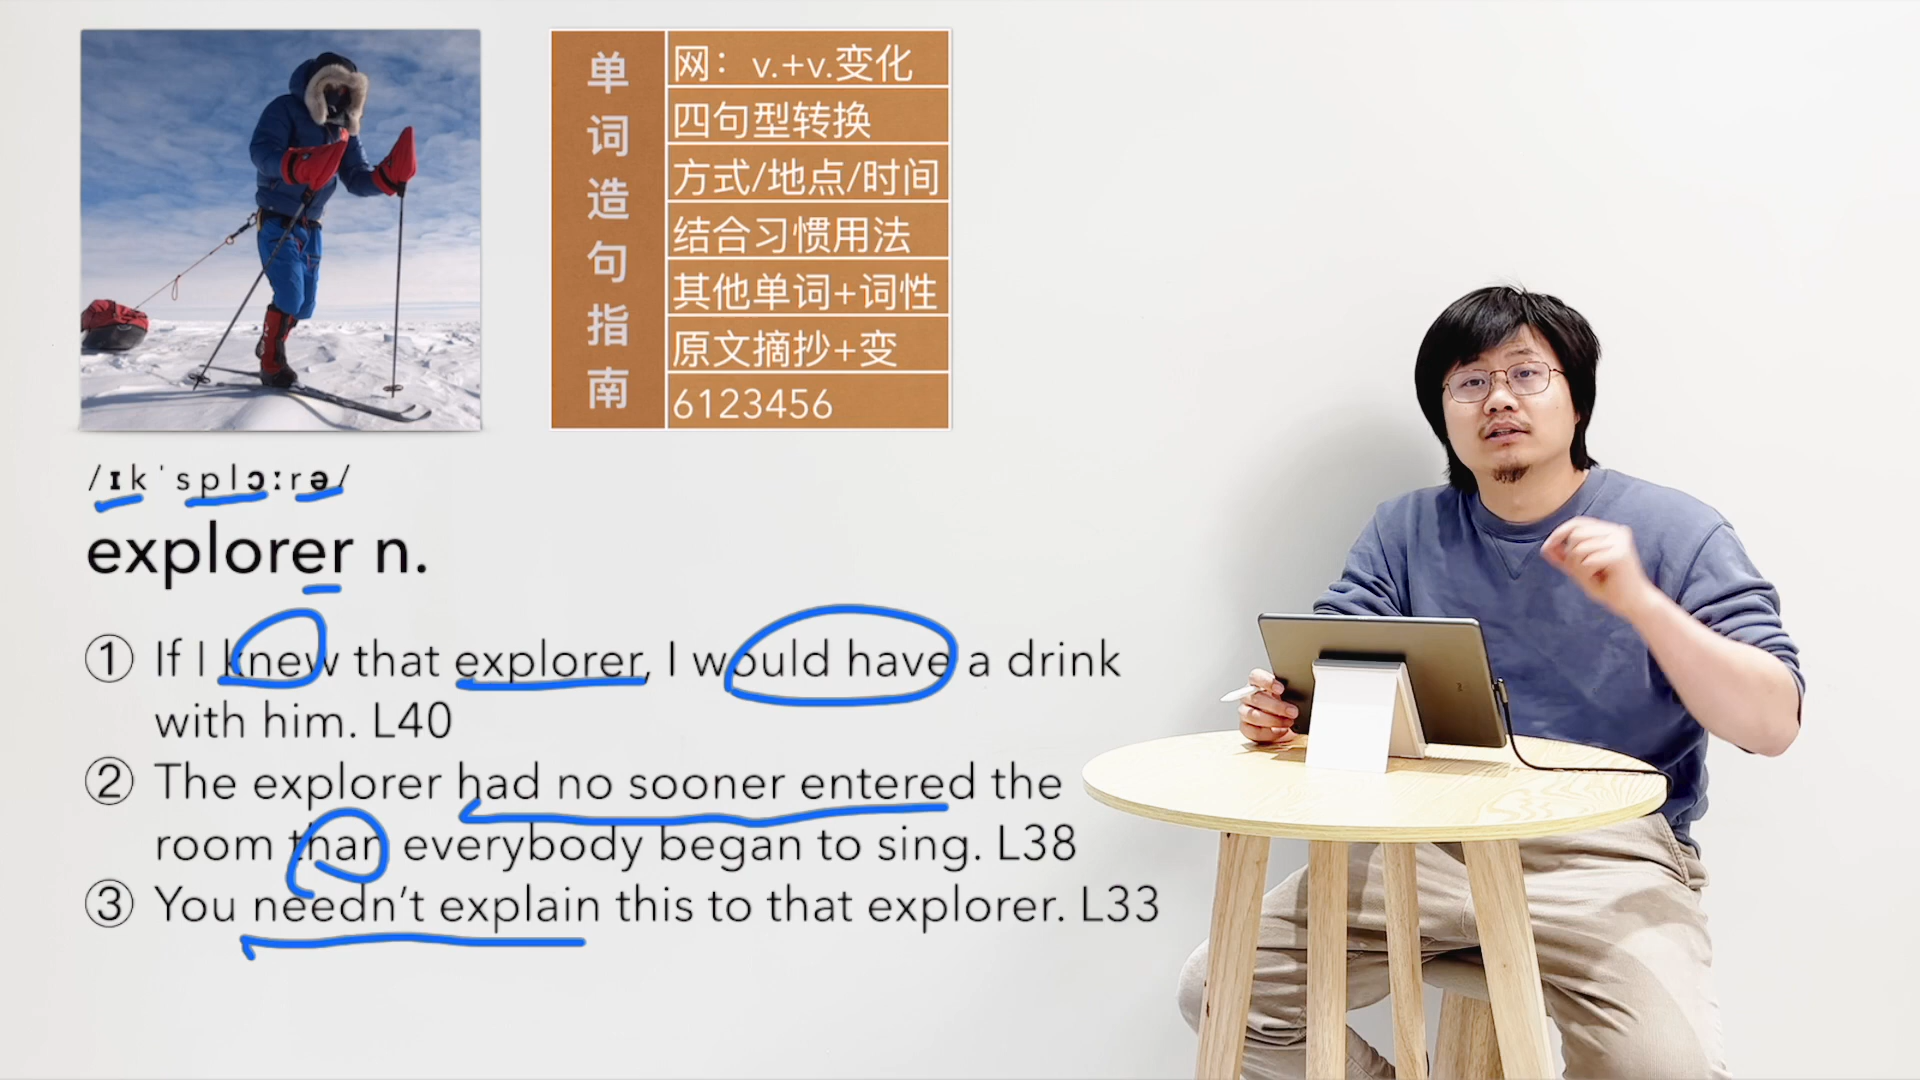 单词造句指南
网：v.+v.变化
四句型转换
方式/地点/时间
结合习惯用法
其他单词+词性
原文摘抄+变
6123456
/ɪkˈsplɔːrə/
explorer n.
① If I knew that explorer, I would have a drink
with him. L40
② The explorer had no sooner entered the
room than everybody began to sing. L38
③ You needn't explain this to that explorer. L33